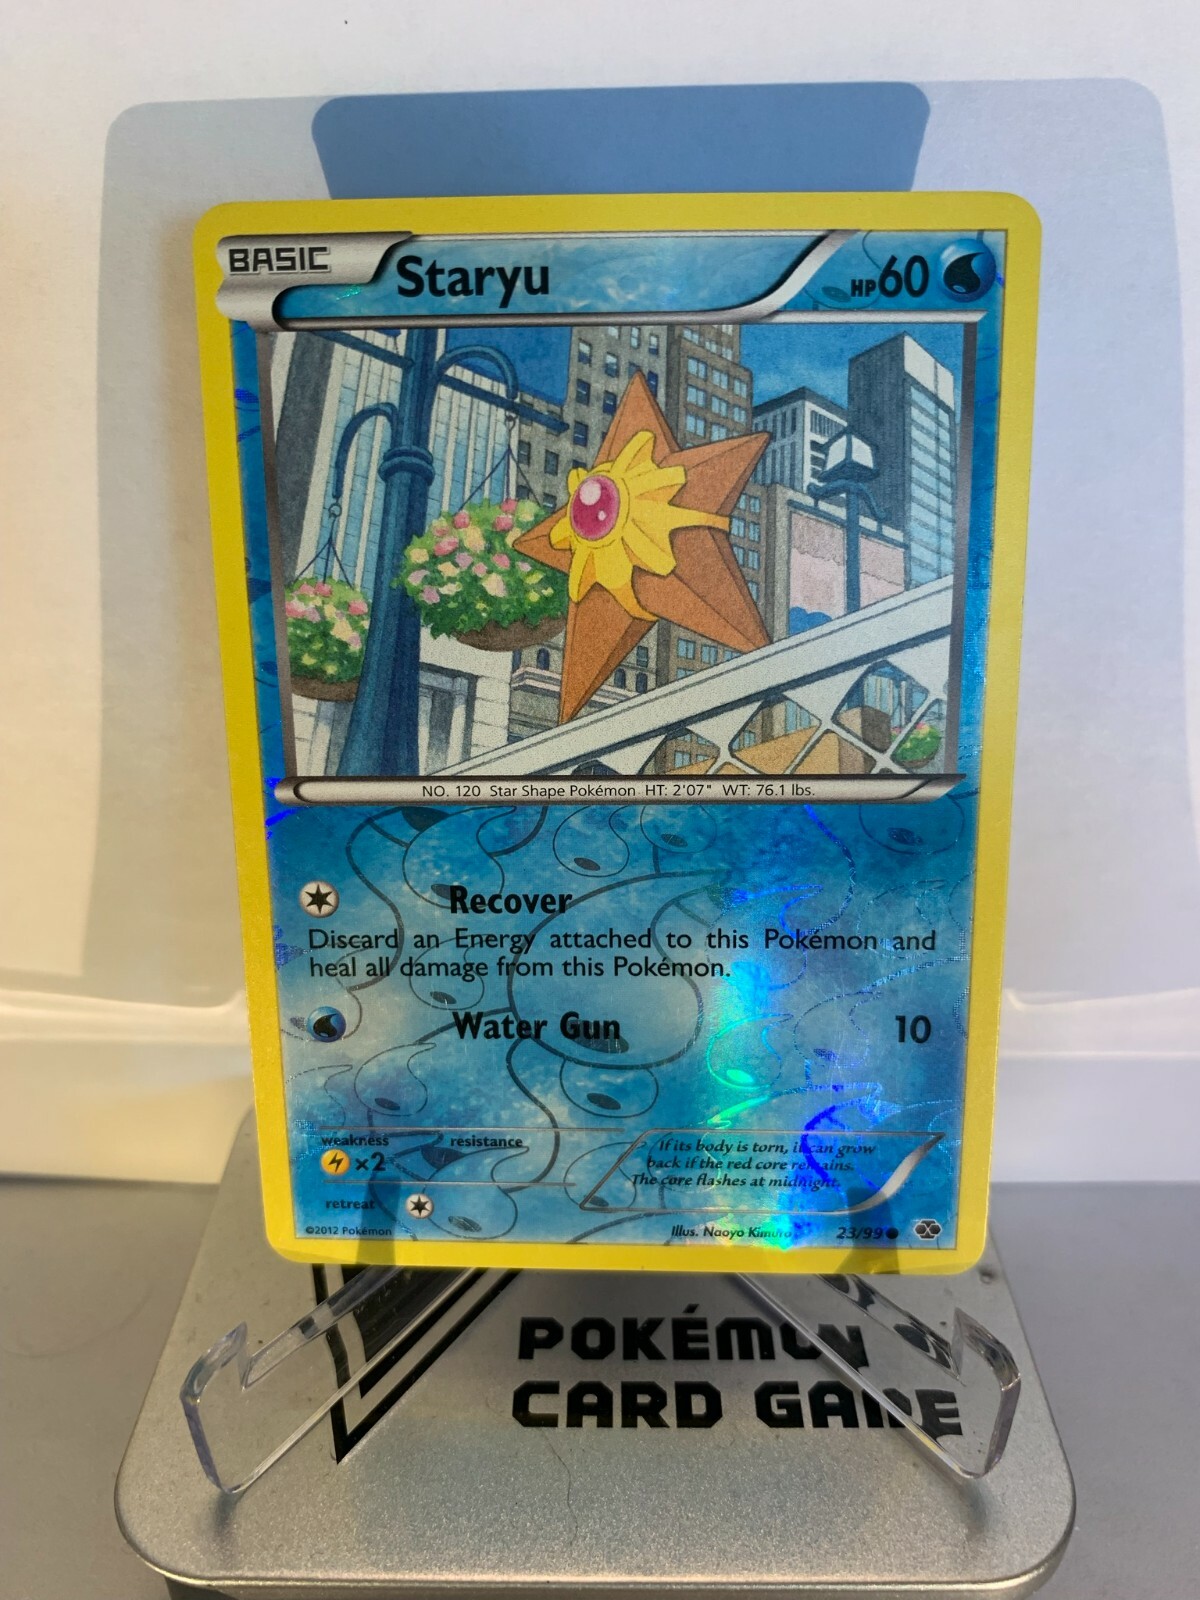 BASIC Staryu HP60
NO. 120 Star Shape Pokémon HT: 2'07" WT: 76.1 lbs.
Recover
Discard an Energy attached to this Pokémon and
heal all damage from this Pokémon.
Water Gun 10
weakness resistance
×2
retreat
If its body is torn, it can grow
back if the red core remains.
The core flashes at midnight.
©2012 Pokémon Illus. Naoyo Kimura 23/99
POKÉMON
CARD GAME